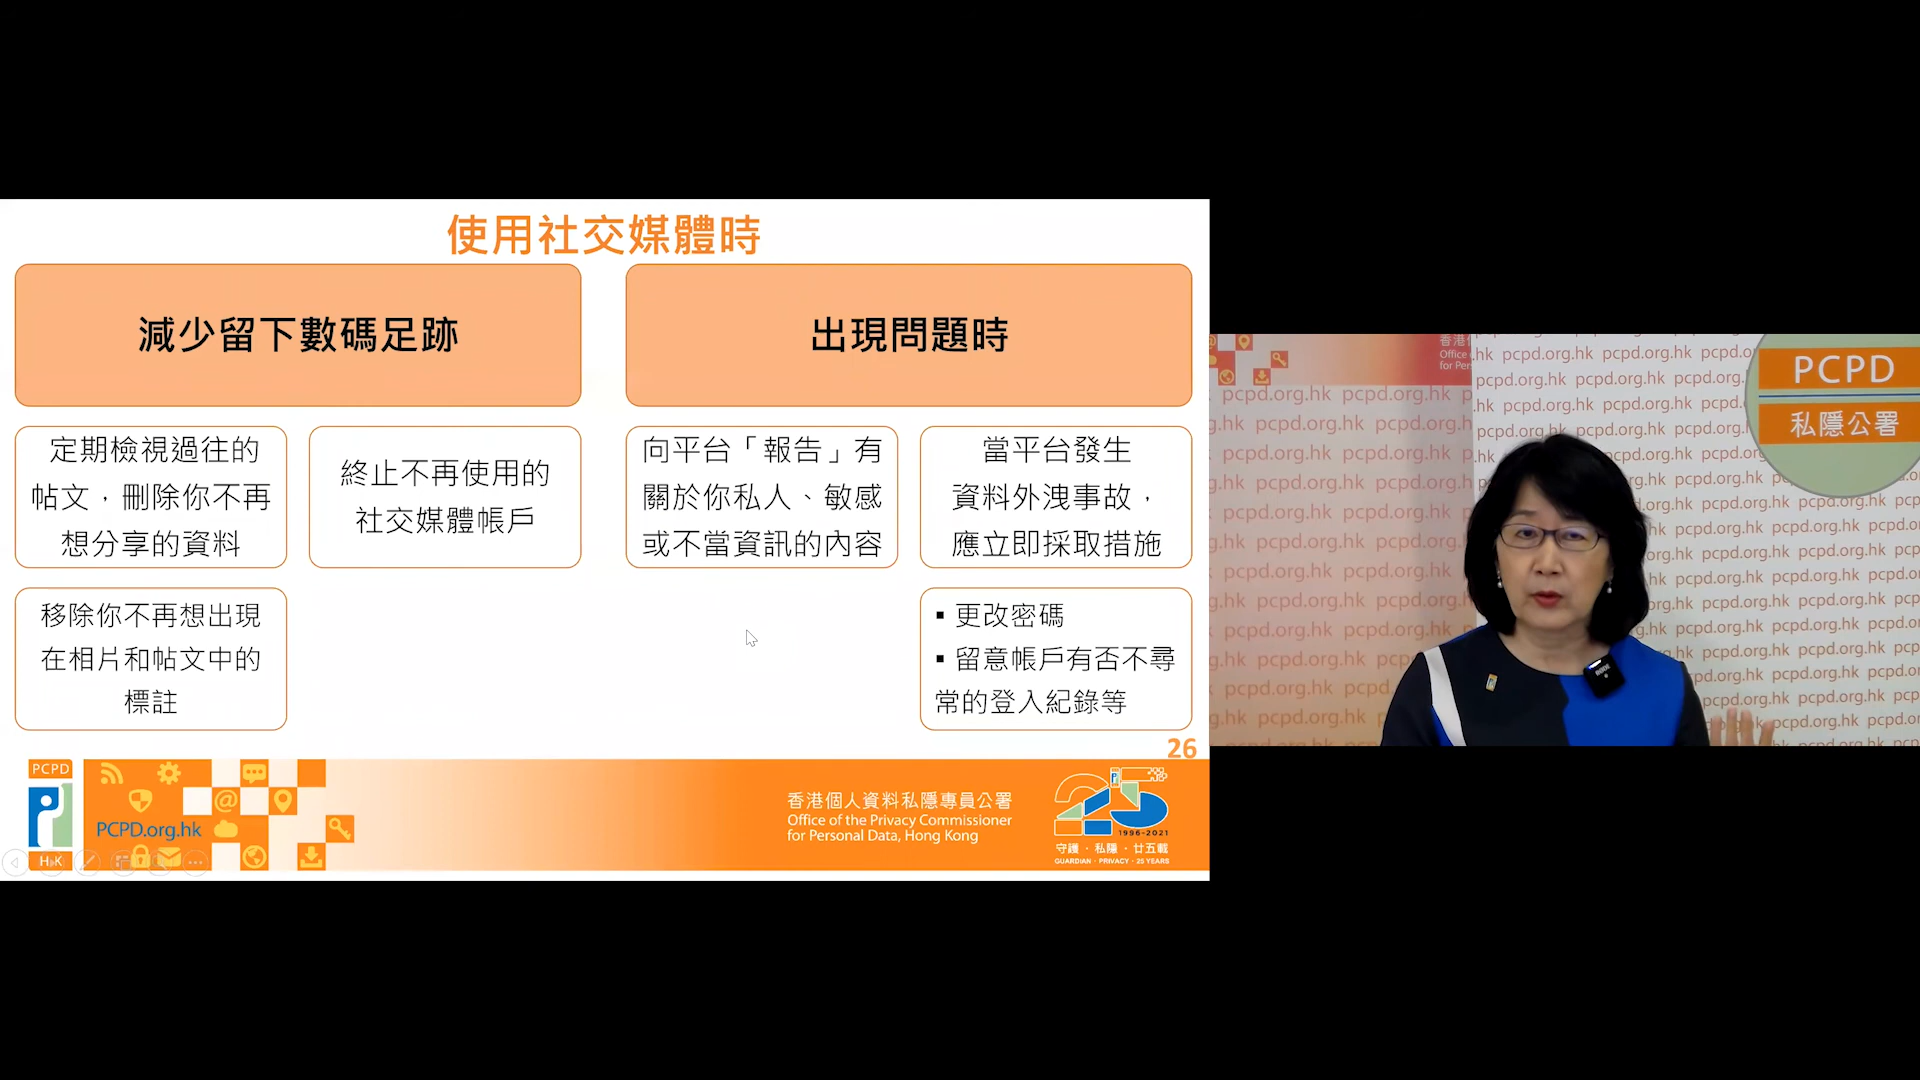 使用社交媒體時
減少留下數碼足跡
出現問題時
定期檢視過往的
帖文，刪除你不再
想分享的資料
終止不再使用的
社交媒體帳戶
向平台「報告」有
關於你私人、敏感
或不當資訊的內容
當平台發生
資料外洩事故，
應立即採取措施
移除你不再想出現
在相片和帖文中的
標註
▪ 更改密碼
▪ 留意帳戶有否不尋
常的登入紀錄等
26
PCPD
HK
PCPD.org.hk
香港個人資料私隱專員公署
Office of the Privacy Commissioner
for Personal Data, Hong Kong
25
1996-2021
守護 · 私隱 · 廿五載
GUARDIAN · PRIVACY · 25 YEARS
PCPD
私隱公署
pcpd.org.hk pcpd.org.hk